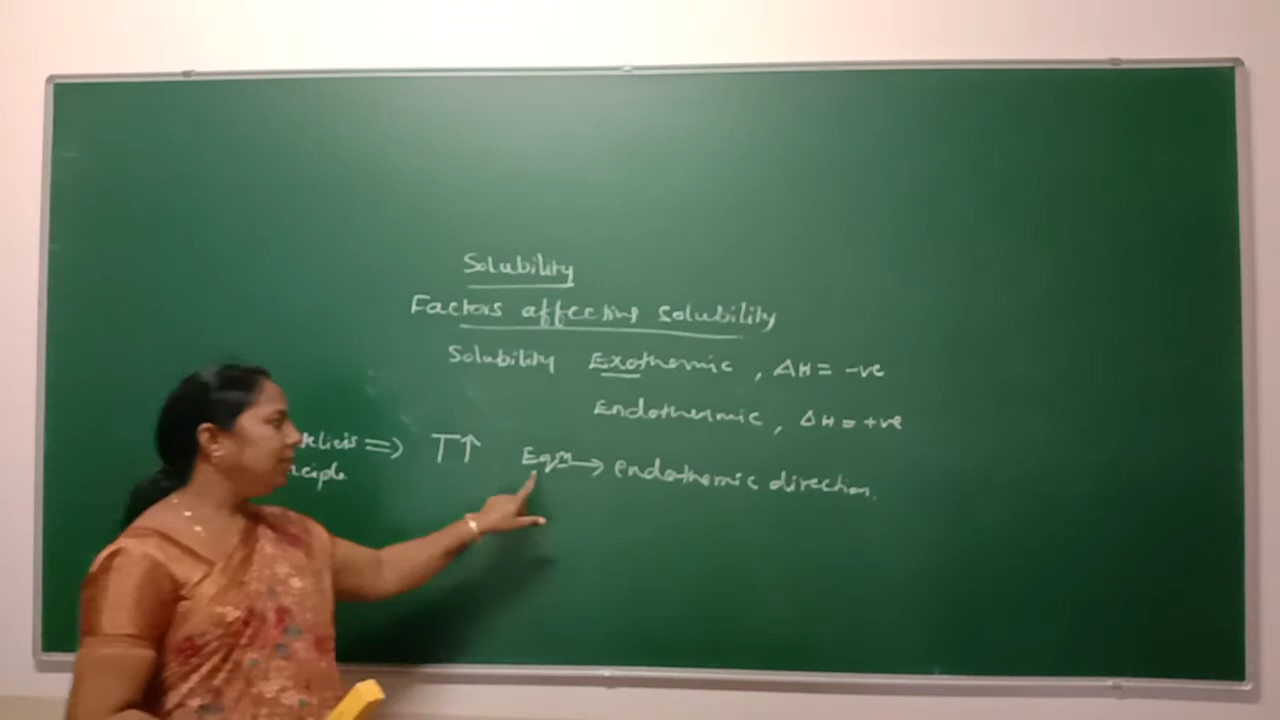 Solubility
Factors affecting solubility
Solubility Exothermic , ΔH = -ve
Endothermic , ΔH = +ve
⇒ T↑ Eqm → endothermic direction.